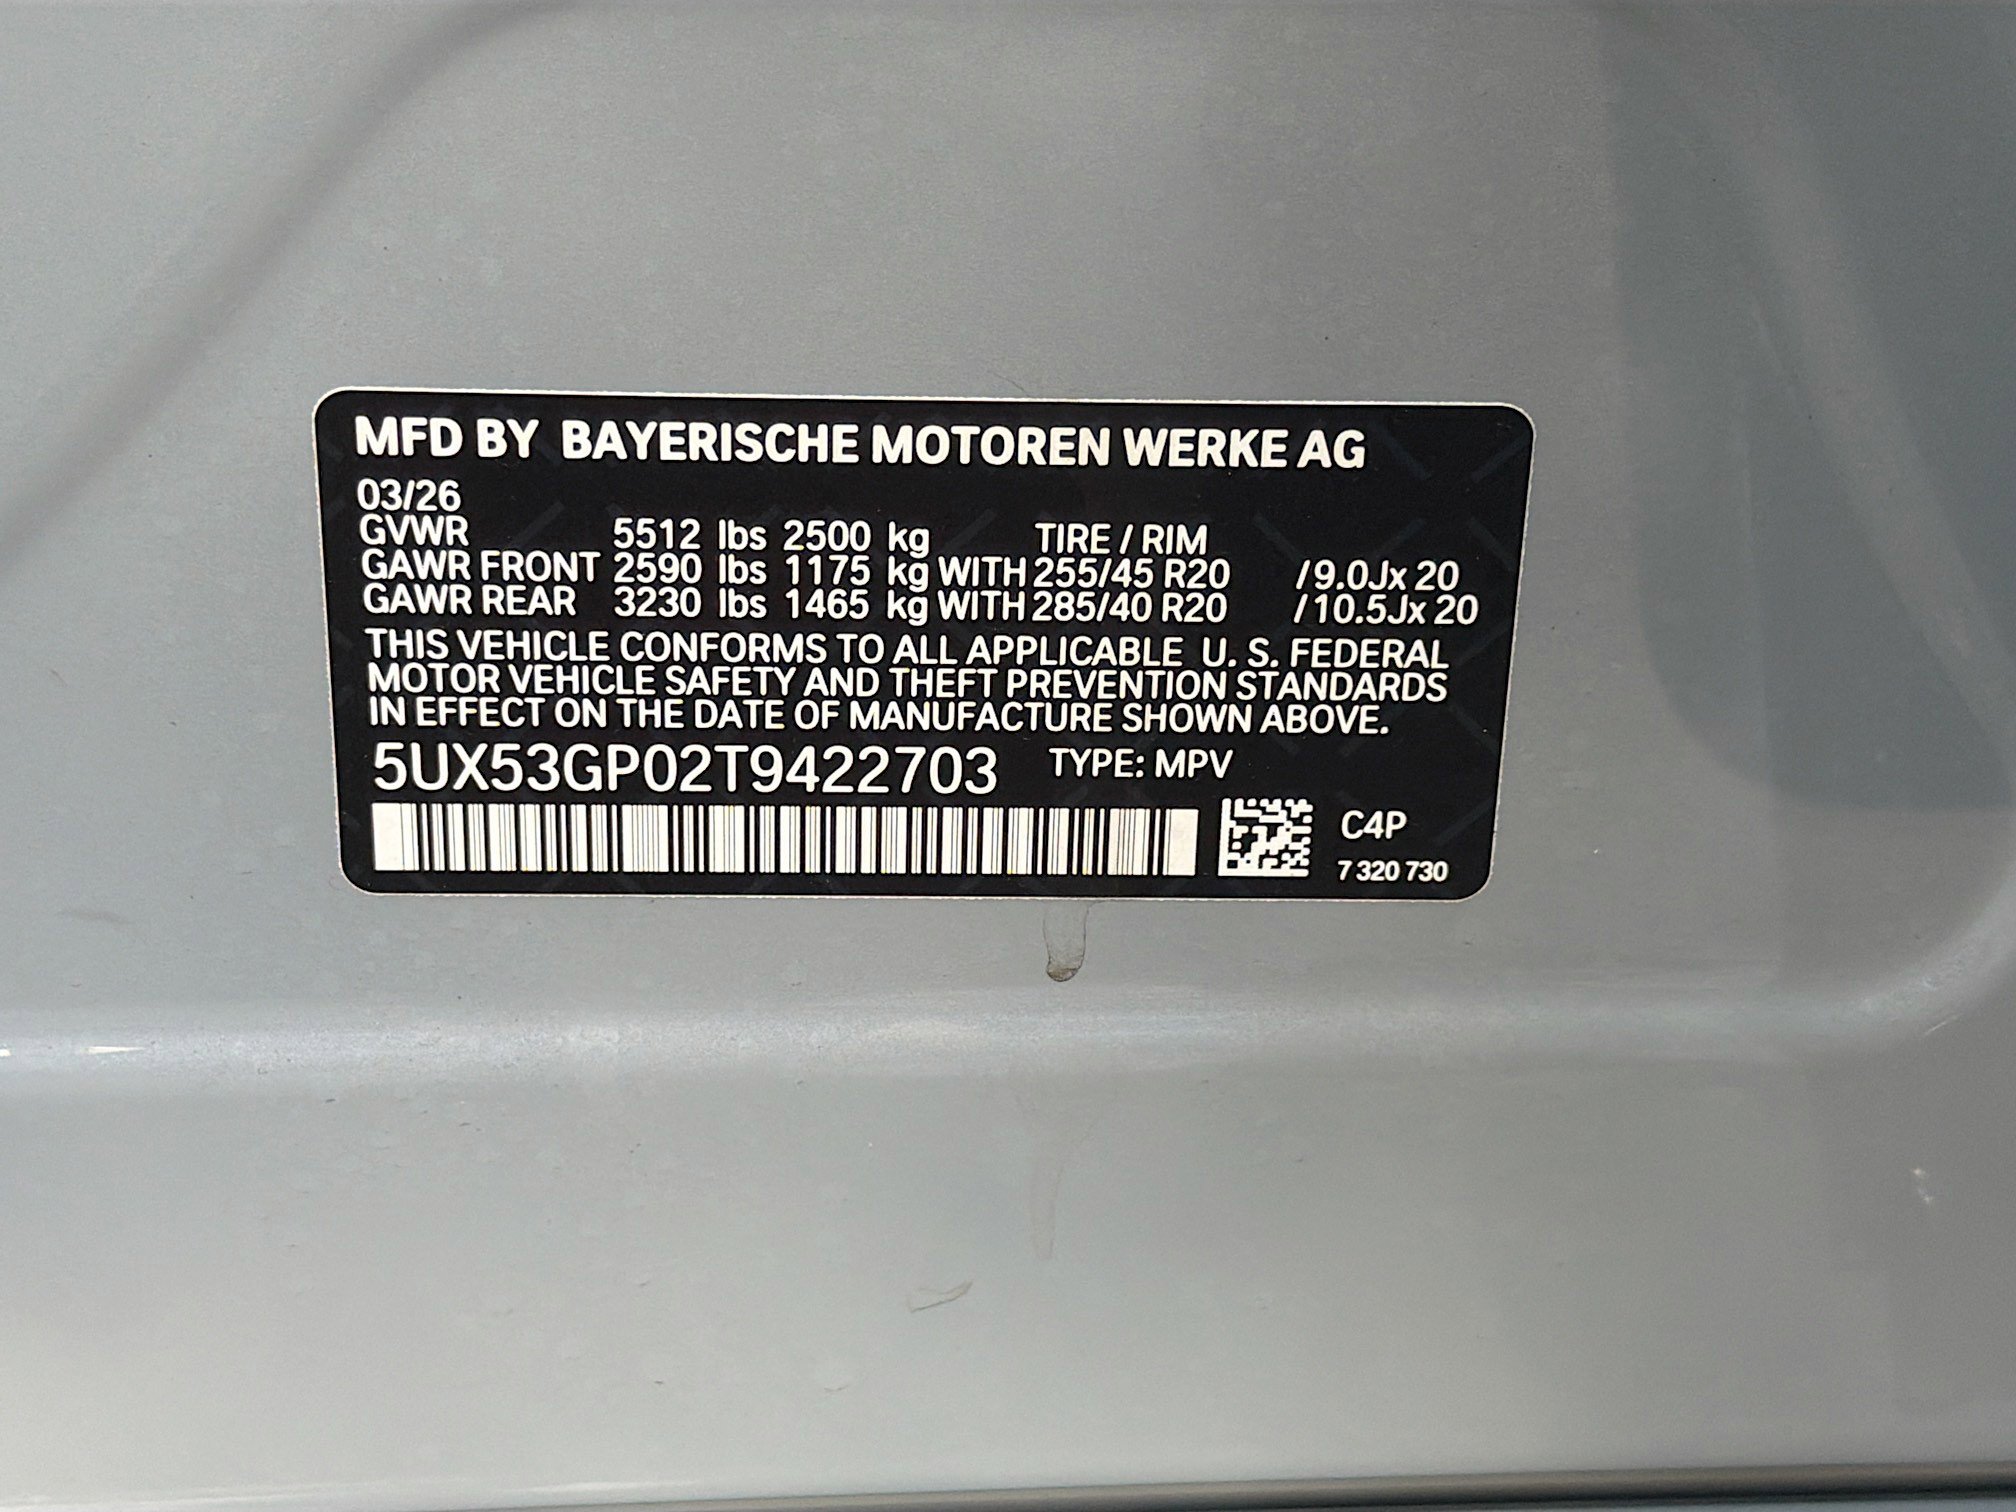 MFD BY BAYERISCHE MOTOREN WERKE AG
03/26
GVWR 5512 lbs 2500 kg TIRE / RIM
GAWR FRONT 2590 lbs 1175 kg WITH 255/45 R20 /9.0Jx 20
GAWR REAR 3230 lbs 1465 kg WITH 285/40 R20 /10.5Jx 20
THIS VEHICLE CONFORMS TO ALL APPLICABLE U. S. FEDERAL
MOTOR VEHICLE SAFETY AND THEFT PREVENTION STANDARDS
IN EFFECT ON THE DATE OF MANUFACTURE SHOWN ABOVE.
5UX53GP02T9422703 TYPE: MPV
C4P
7 320 730